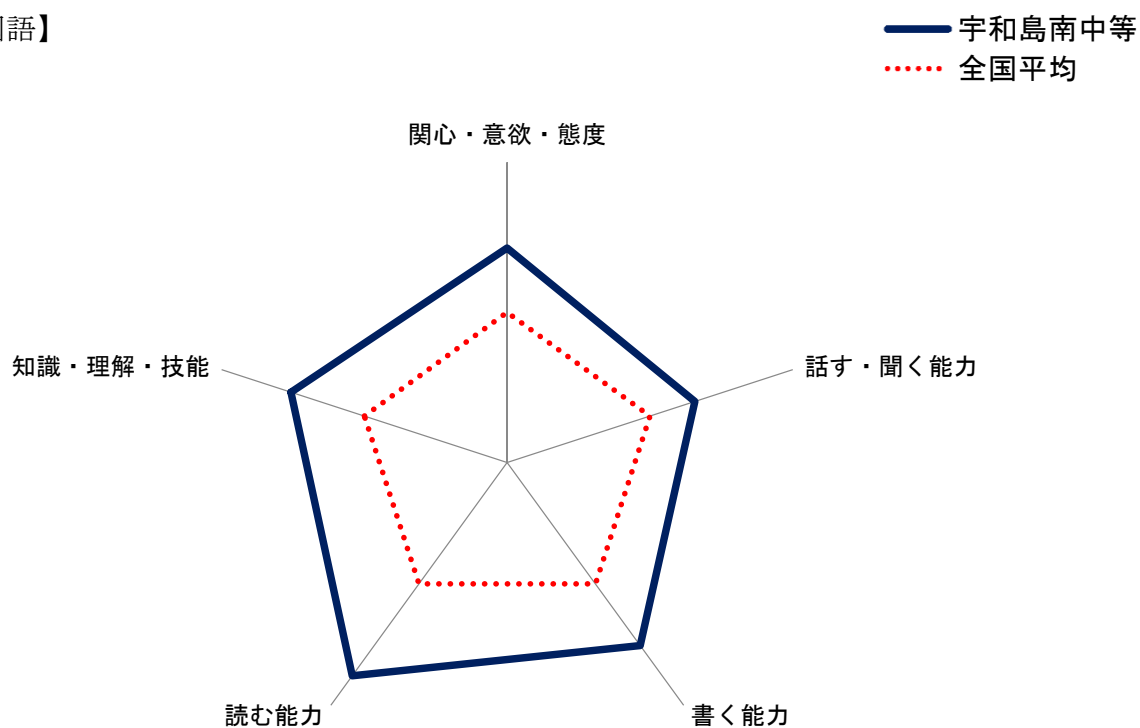 語】
宇和島南中等
全国平均
関心・意欲・態度
知識・理解・技能
話す・聞く能力
読む能力
書く能力